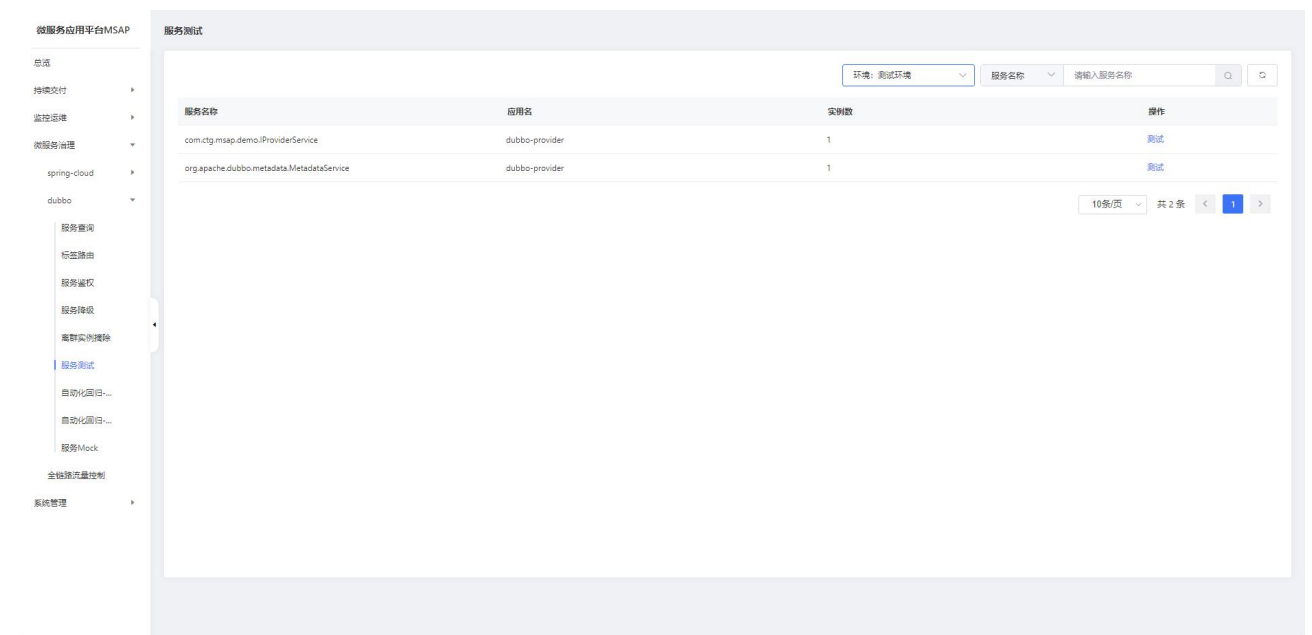 微服务应用平台MSAP
总览
持续交付
监控运维
微服务治理
spring-cloud
dubbo
服务查询
标签路由
服务鉴权
服务降级
离群实例摘除
服务测试
自动化回归-...
自动化回归-...
服务Mock
全链路流量控制
系统管理
服务测试
环境：测试环境 服务名称 请输入服务名称
服务名称 应用名 实例数 操作
com.ctg.msap.demo.IProviderService dubbo-provider 1 测试
org.apache.dubbo.metadata.MetadataService dubbo-provider 1 测试
10条/页 共 2 条 1